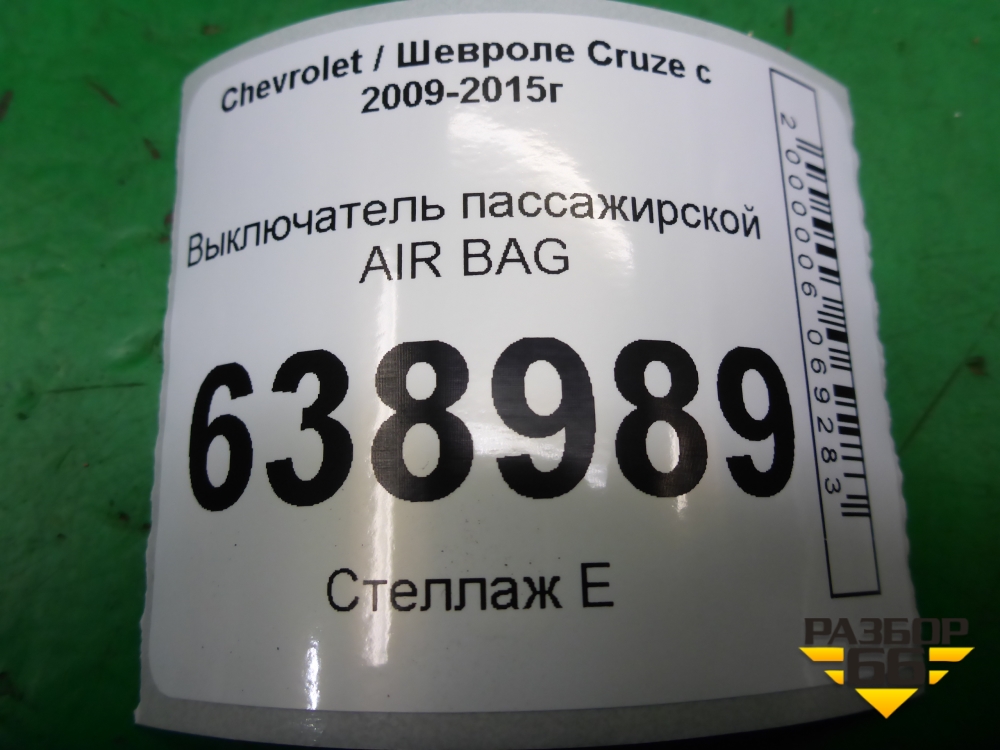 Chevrolet / Шевроле Cruze с
2009-2015г
Выключатель пассажирской
AIR BAG
638989
Стеллаж Е
2000006069283
РАЗБОР
66